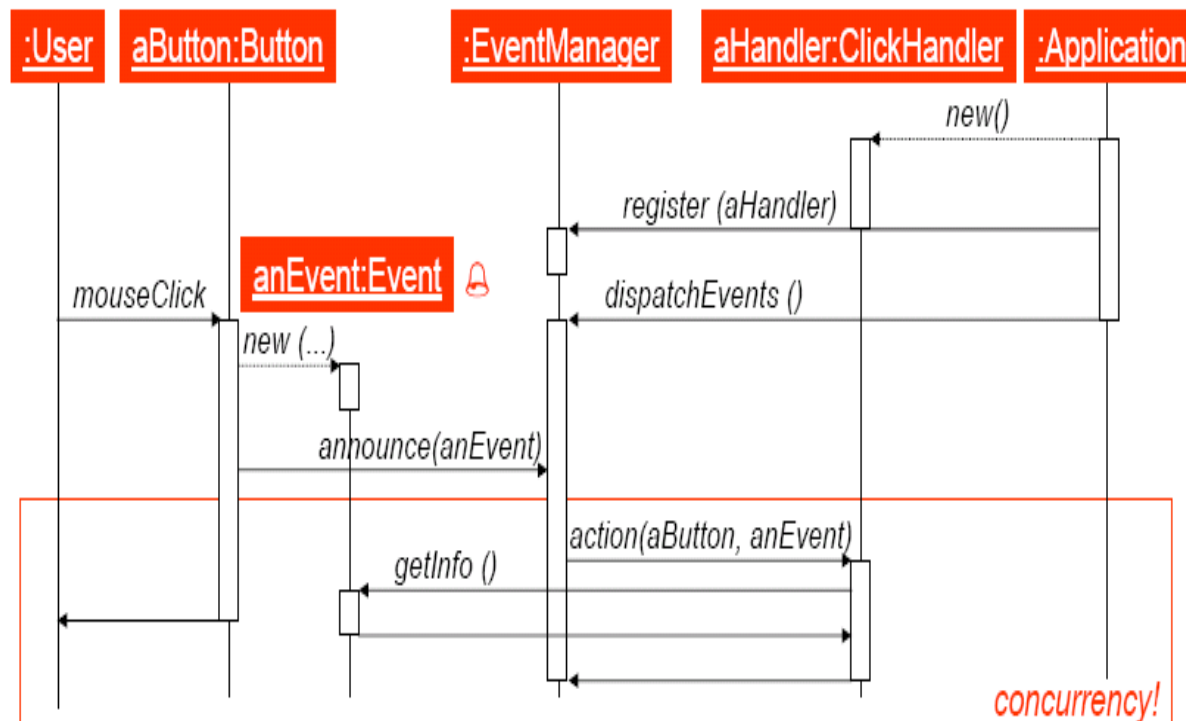 :User
aButton:Button
:EventManager
aHandler:ClickHandler
:Application
new()
register (aHandler)
anEvent:Event
mouseClick
dispatchEvents ()
new (...)
announce(anEvent)
action(aButton, anEvent)
getInfo ()
concurrency!